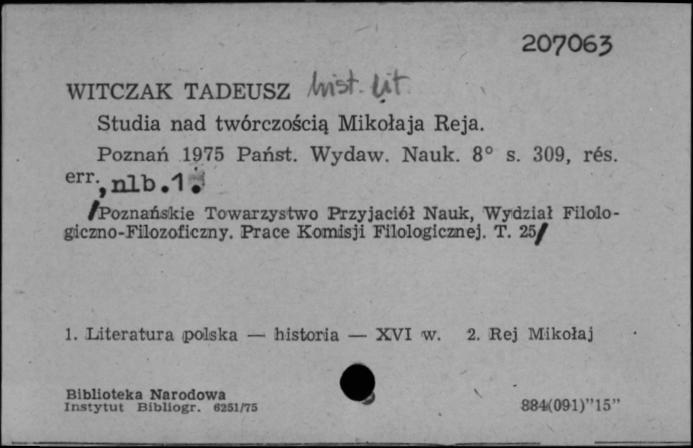 207063
WITCZAK TADEUSZ hist. lit.
Studia nad twórczością Mikołaja Reja.
Poznań 1975 Państ. Wydaw. Nauk. 8° s. 309, rés.
err., nlb.1.
/Poznańskie Towarzystwo Przyjaciół Nauk, Wydział Filolo-
giczno-Filozoficzny. Prace Komisji Filologicznej. T. 25/
1. Literatura polska — historia — XVI w. 2. Rej Mikołaj
Biblioteka Narodowa
Instytut Bibliogr. 6251/75
884(091)"15"